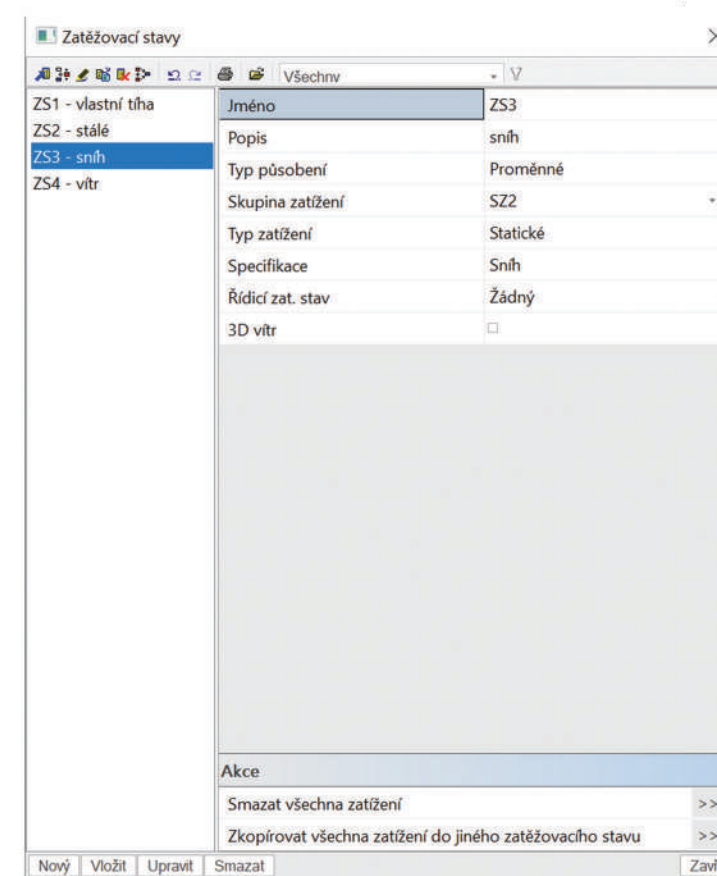 Zatěžovací stavy
Všechny
ZS1 - vlastní tíha
ZS2 - stálé
ZS3 - sníh
ZS4 - vítr
Jméno ZS3
Popis sníh
Typ působení Proměnné
Skupina zatížení SZ2
Typ zatížení Statické
Specifikace Sníh
Řídicí zat. stav Žádný
3D vítr
Akce
Smazat všechna zatížení >>
Zkopírovat všechna zatížení do jiného zatěžovacího stavu >>
Nový Vložit Upravit Smazat